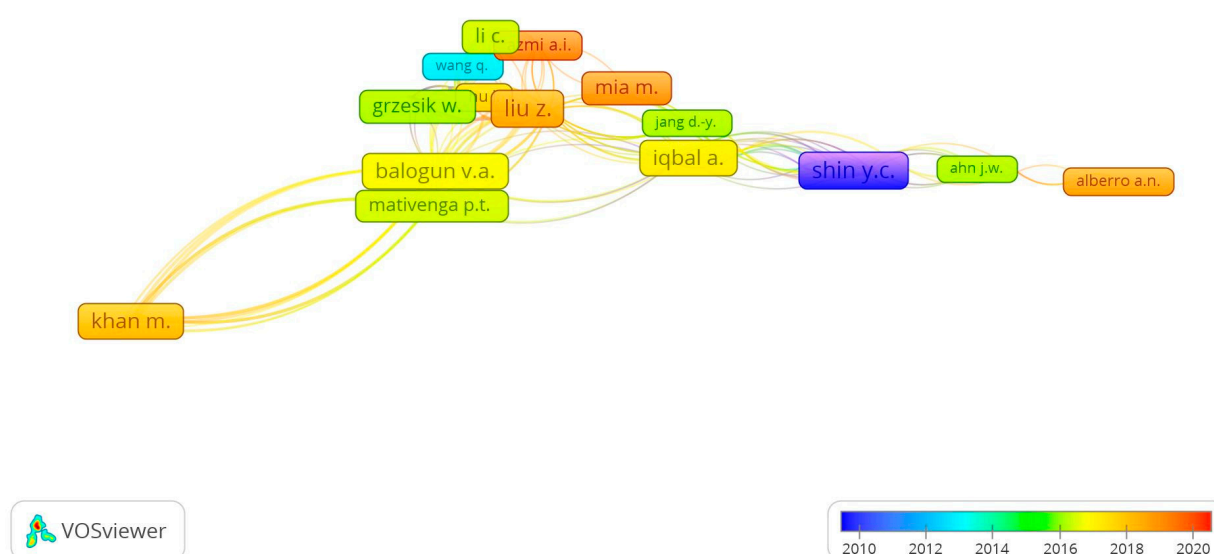 li c.
zmi a.i.
wang q.
mia m.
grzesik w.
liu z.
jang d.-y.
iqbal a.
balogun v.a.
shin y.c.
ahn j.w.
alberro a.n.
mativenga p.t.
khan m.
VOSviewer
2010 2012 2014 2016 2018 2020